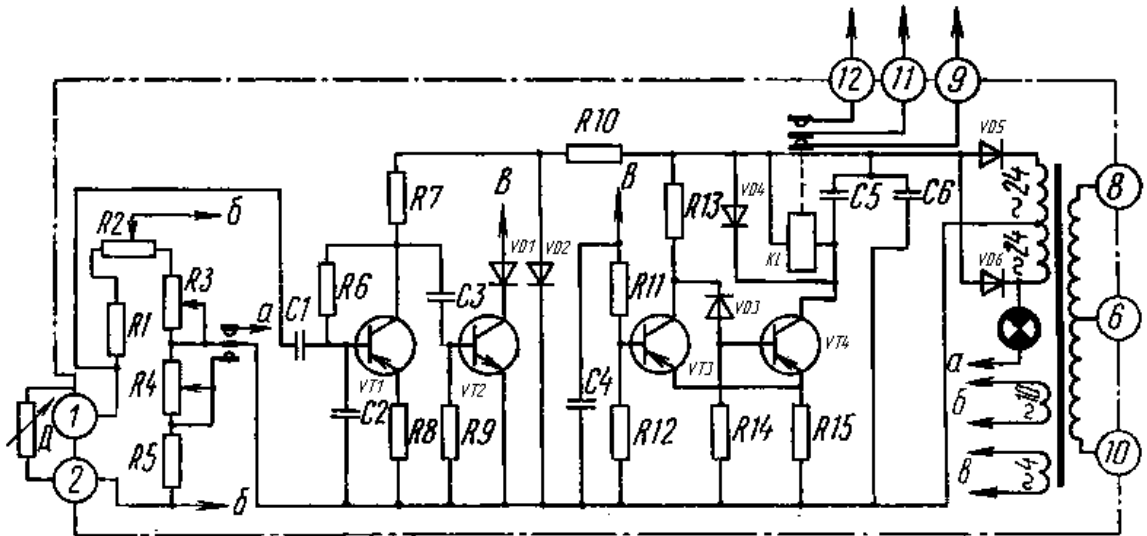 12 11 9
R10
VD5
8
R2
б
R7
В
В
R13
VD4
C5
C6
~24
VD1
VD2
K1
~24
R3
R6
C3
R11
VD6
R1
а
C1
VD3
6
VT1
VT2
VT3
VT4
R4
C4
а
1
C2
R8
R9
R12
R14
R15
б
~10
Д
R5
2
б
в
~4
10